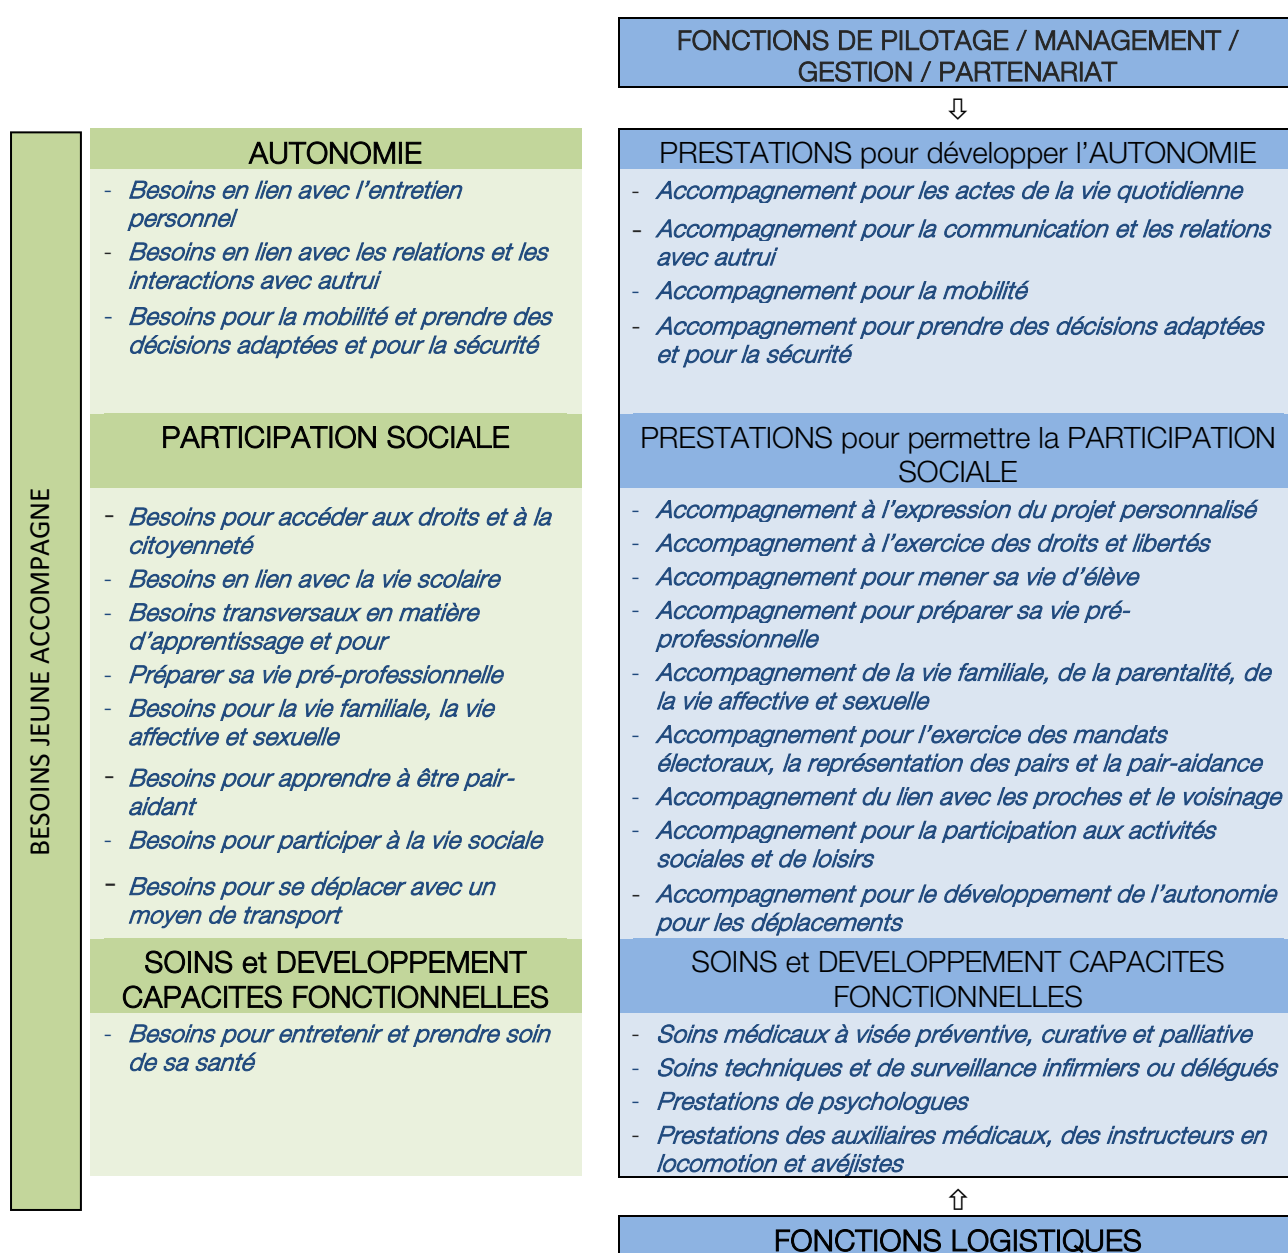 FONCTIONS DE PILOTAGE / MANAGEMENT /
GESTION / PARTENARIAT
⇩
BESOINS JEUNE ACCOMPAGNE
AUTONOMIE
- Besoins en lien avec l’entretien
personnel
- Besoins en lien avec les relations et les
interactions avec autrui
- Besoins pour la mobilité et prendre des
décisions adaptées et pour la sécurité
PARTICIPATION SOCIALE
- Besoins pour accéder aux droits et à la
citoyenneté
- Besoins en lien avec la vie scolaire
- Besoins transversaux en matière
d’apprentissage et pour
- Préparer sa vie pré-professionnelle
- Besoins pour la vie familiale, la vie
affective et sexuelle
- Besoins pour apprendre à être pair-
aidant
- Besoins pour participer à la vie sociale
- Besoins pour se déplacer avec un
moyen de transport
SOINS et DEVELOPPEMENT
CAPACITES FONCTIONNELLES
- Besoins pour entretenir et prendre soin
de sa santé
PRESTATIONS pour développer l’AUTONOMIE
- Accompagnement pour les actes de la vie quotidienne
- Accompagnement pour la communication et les relations
avec autrui
- Accompagnement pour la mobilité
- Accompagnement pour prendre des décisions adaptées
et pour la sécurité
PRESTATIONS pour permettre la PARTICIPATION
SOCIALE
- Accompagnement à l’expression du projet personnalisé
- Accompagnement à l’exercice des droits et libertés
- Accompagnement pour mener sa vie d’élève
- Accompagnement pour préparer sa vie pré-
professionnelle
- Accompagnement de la vie familiale, de la parentalité, de
la vie affective et sexuelle
- Accompagnement pour l’exercice des mandats
électoraux, la représentation des pairs et la pair-aidance
- Accompagnement du lien avec les proches et le voisinage
- Accompagnement pour la participation aux activités
sociales et de loisirs
- Accompagnement pour le développement de l’autonomie
pour les déplacements
SOINS et DEVELOPPEMENT CAPACITES
FONCTIONNELLES
- Soins médicaux à visée préventive, curative et palliative
- Soins techniques et de surveillance infirmiers ou délégués
- Prestations de psychologues
- Prestations des auxiliaires médicaux, des instructeurs en
locomotion et avéjistes
⇧
FONCTIONS LOGISTIQUES